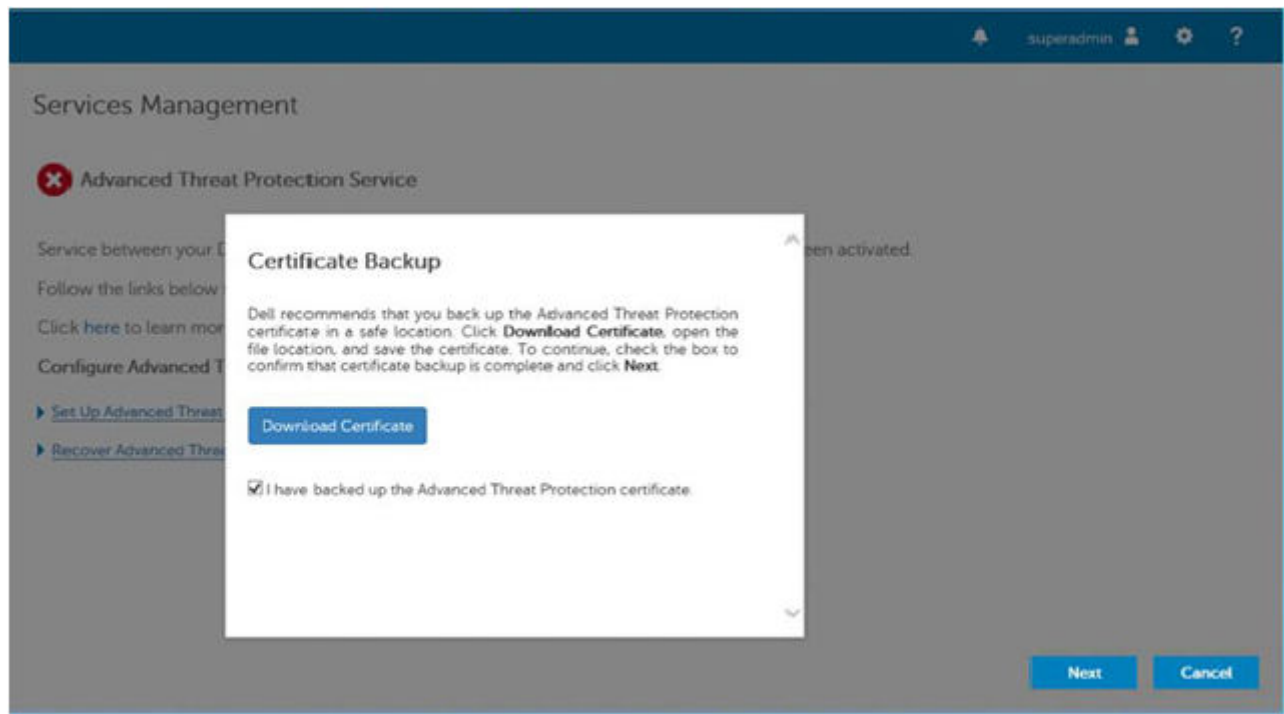 superadmin
?
Services Management
Advanced Threat Protection Service
Service between your
een activated.
Follow the links below
Click here to learn mor
Configure Advanced T
Set Up Advanced Threat
Recover Advanced Threa
Certificate Backup
Dell recommends that you back up the Advanced Threat Protection
certificate in a safe location. Click Download Certificate, open the
file location, and save the certificate. To continue, check the box to
confirm that certificate backup is complete and click Next.
Download Certificate
I have backed up the Advanced Threat Protection certificate.
Next
Cancel